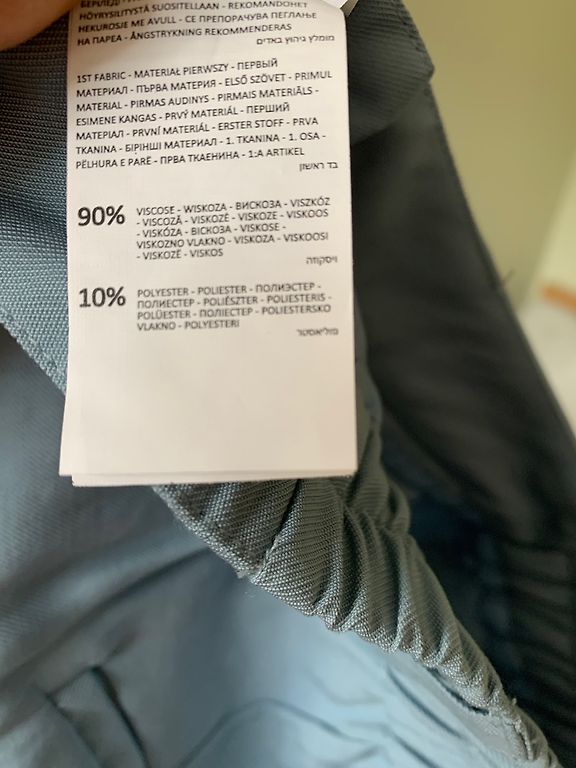 HÖYRYSILITYSTÄ SUOSITELLAAN - REKOMANDOHET
HEKUROSJE ME AVULL - СЕ ПРЕПОРАЧУВА ПЕГЛАЊЕ
НА ПАРЕА - ÅNGSTRYKNING REKOMMENDERAS
מומלץ גיהוץ באדים
1ST FABRIC - MATERIAŁ PIERWSZY - ПЕРВЫЙ
МАТЕРИАЛ - ПЪРВА МАТЕРИЯ - ELSŐ SZÖVET - PRIMUL
MATERIAL - PIRMAS AUDINYS - PIRMAIS MATERIĀLS -
ESIMENE KANGAS - PRVÝ MATERIÁL - ПЕРШИЙ
МАТЕРІАЛ - PRVNÍ MATERIÁL - ERSTER STOFF - PRVA
TKANINA - БІРІНШІ МАТЕРИАЛ - 1. TKANINA - 1. OSA -
PËLHURA E PARË - ПРВА ТКАЕНИНА - 1:A ARTIKEL
בד ראשון
90% VISCOSE - WISKOZA - ВИСКОЗА - VISZKÓZ
- VISCOZĂ - VISKOZĖ - VISKOZE - VISKOOS
- VISKÓZA - ВІСКОЗА - VISKOSE -
VISKOZNO VLAKNO - VISKOZA - VISKOOSI
- VISKOZË - VISKOS
ויסקוזה
10% POLYESTER - POLIESTER - ПОЛИЭСТЕР -
ПОЛИЕСТЕР - POLIÉSZTER - POLIESTERIS -
POLÜESTER - ПОЛІЕСТЕР - POLIESTERSKO
VLAKNO - POLYESTERI
פוליאסטר